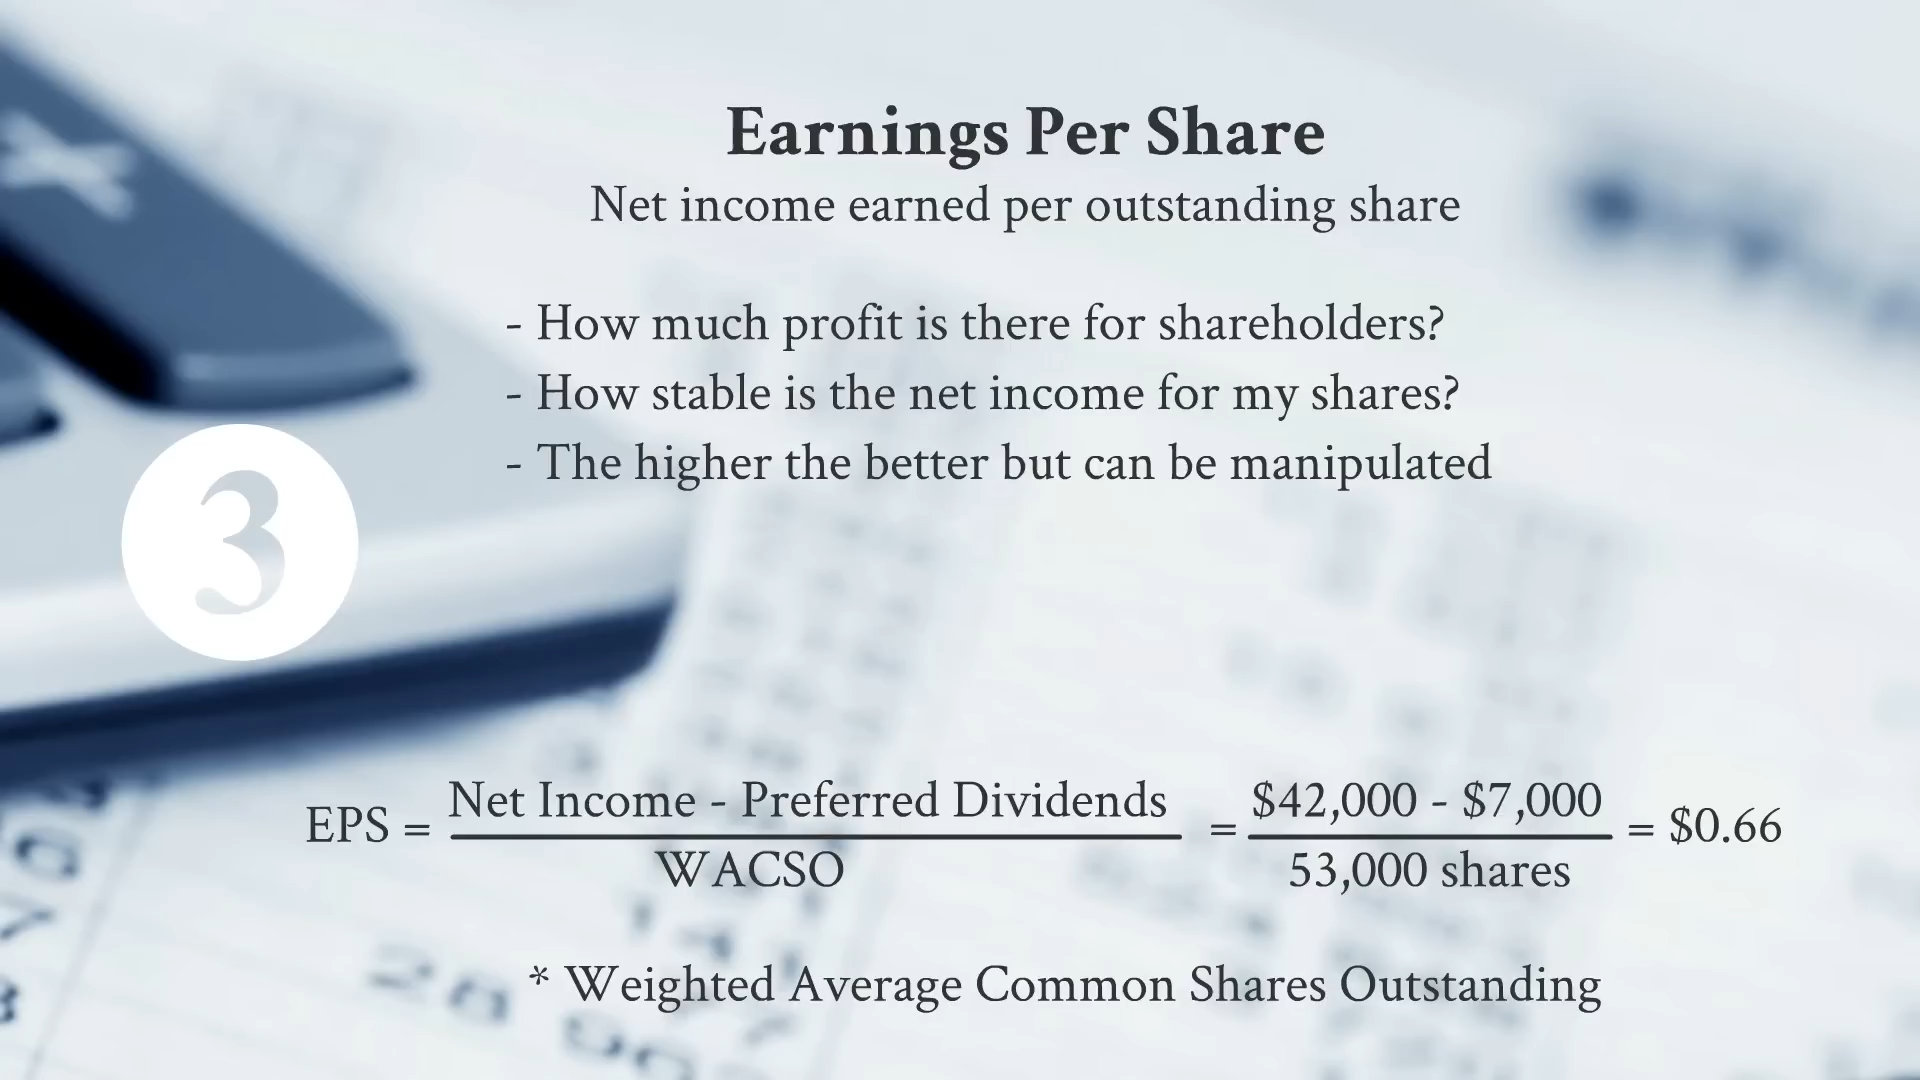 Earnings Per Share
Net income earned per outstanding share
- How much profit is there for shareholders?
- How stable is the net income for my shares?
- The higher the better but can be manipulated
3
EPS = Net Income - Preferred Dividends / WACSO = $42,000 - $7,000 / 53,000 shares = $0.66
* Weighted Average Common Shares Outstanding